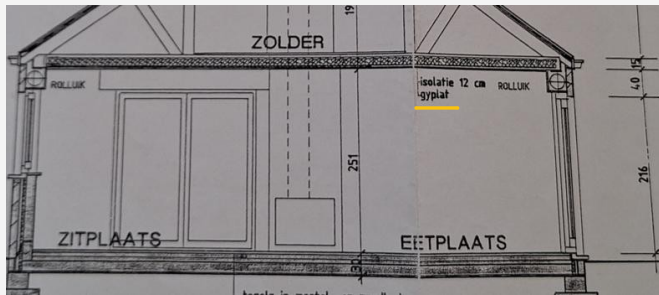 19
ZOLDER
15
ROLLUIK
-isolatie 12 cm
-gyplat
ROLLUIK
40
251
216
ZITPLAATS
EETPLAATS
30